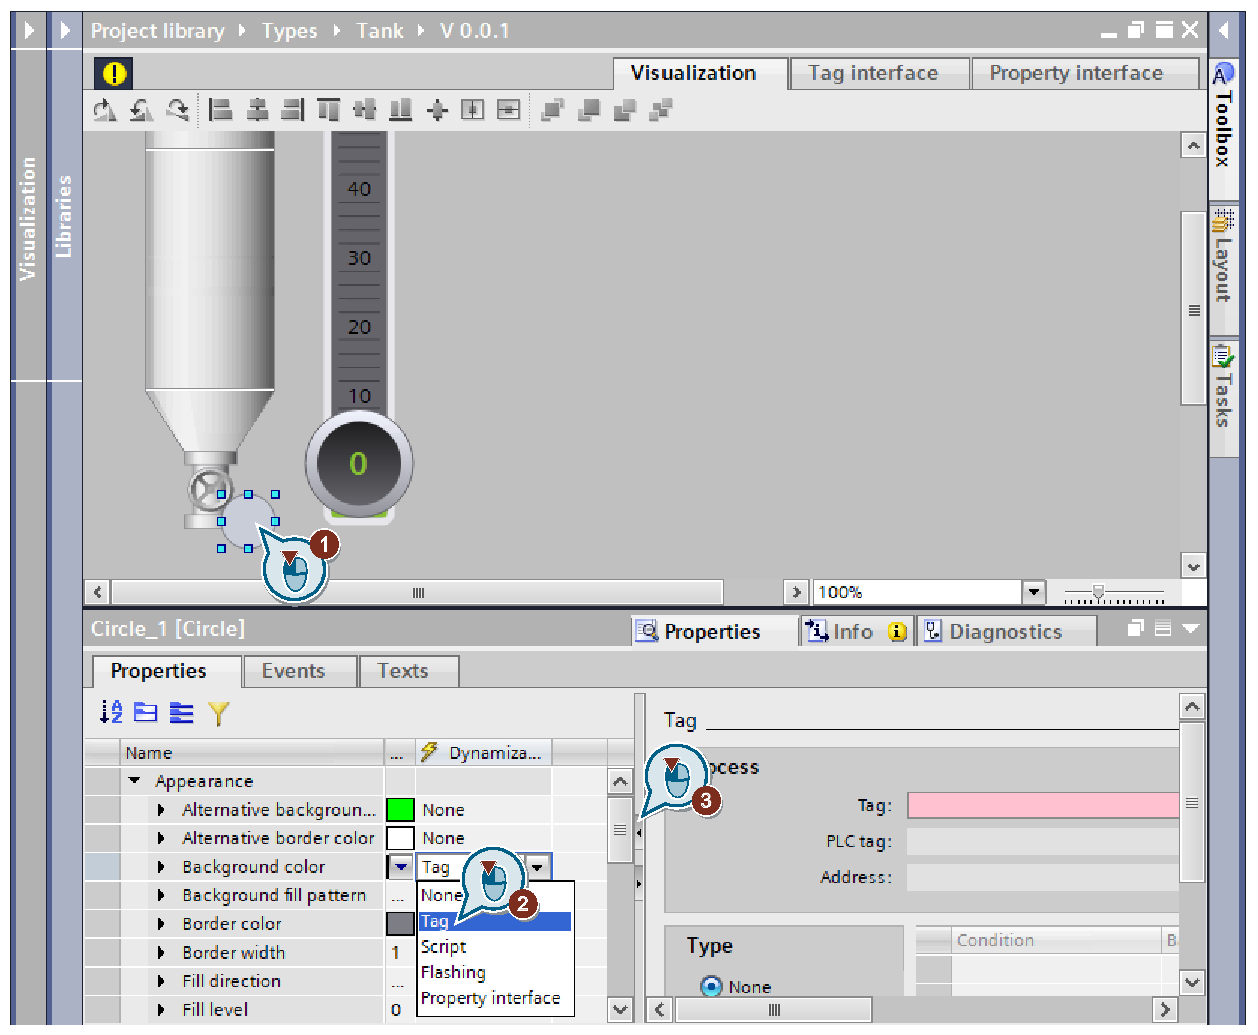 Project library ▸ Types ▸ Tank ▸ V 0.0.1
Visualization
Tag interface
Property interface
Visualization
Libraries
Toolbox
Layout
Tasks
40
30
20
10
0
1
100%
Circle_1 [Circle]
Properties
Info
Diagnostics
Properties
Events
Texts
Name ... Dynamiza...
Appearance
Alternative backgroun... None
Alternative border color None
Background color Tag
Background fill pattern ...
Border color
Border width 1
Fill direction ...
Fill level 0
None
Tag
Script
Flashing
Property interface
2
Tag
3
Tag:
PLC tag:
Address:
Type
None
Condition